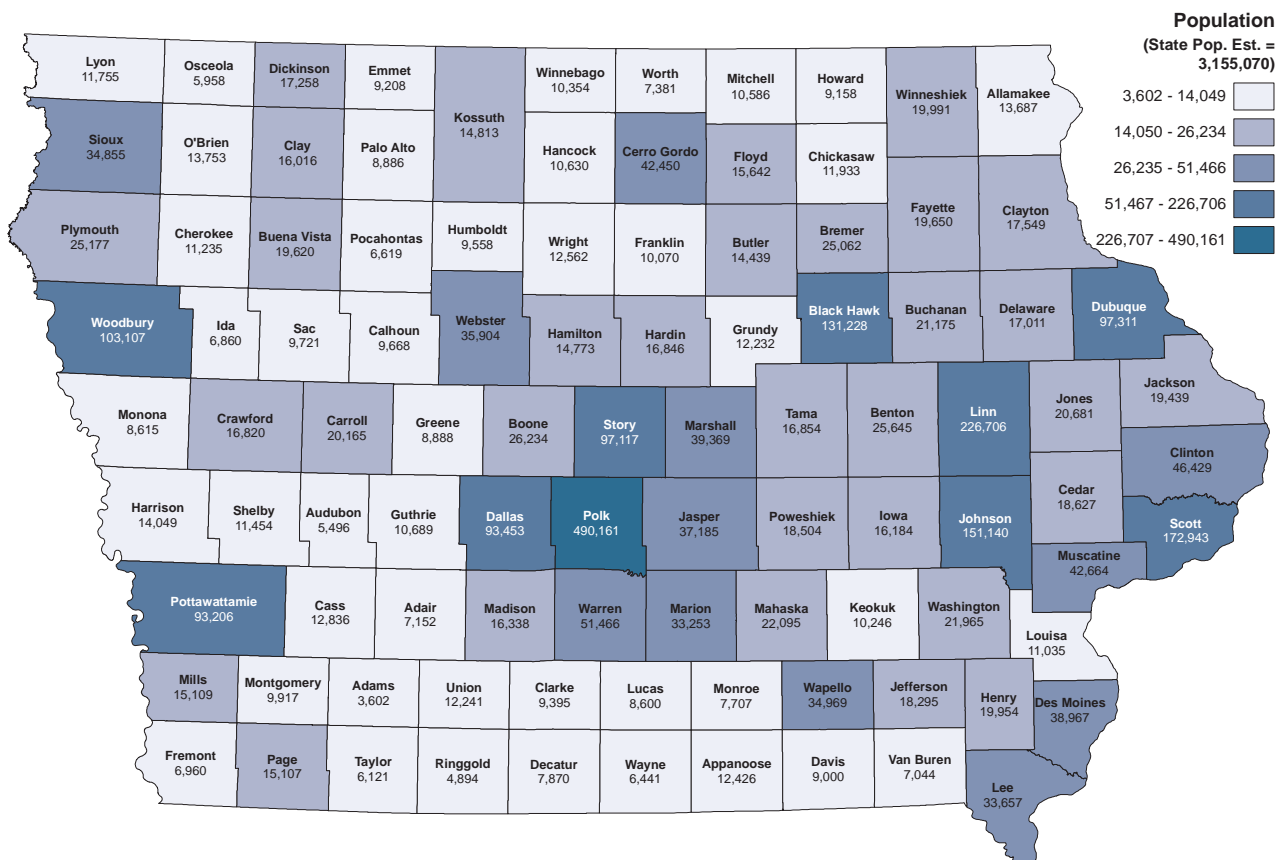 Population
(State Pop. Est. =
3,155,070)
3,602 - 14,049
14,050 - 26,234
26,235 - 51,466
51,467 - 226,706
226,707 - 490,161
Lyon
11,755
Osceola
5,958
Dickinson
17,258
Emmet
9,208
Kossuth
14,813
Winnebago
10,354
Worth
7,381
Mitchell
10,586
Howard
9,158
Winneshiek
19,991
Allamakee
13,687
Sioux
34,855
O'Brien
13,753
Clay
16,016
Palo Alto
8,886
Hancock
10,630
Cerro Gordo
42,450
Floyd
15,642
Chickasaw
11,933
Plymouth
25,177
Cherokee
11,235
Buena Vista
19,620
Pocahontas
6,619
Humboldt
9,558
Wright
12,562
Franklin
10,070
Butler
14,439
Bremer
25,062
Fayette
19,650
Clayton
17,549
Woodbury
103,107
Ida
6,860
Sac
9,721
Calhoun
9,668
Webster
35,904
Hamilton
14,773
Hardin
16,846
Grundy
12,232
Black Hawk
131,228
Buchanan
21,175
Delaware
17,011
Dubuque
97,311
Monona
8,615
Crawford
16,820
Carroll
20,165
Greene
8,888
Boone
26,234
Story
97,117
Marshall
39,369
Tama
16,854
Benton
25,645
Linn
226,706
Jones
20,681
Jackson
19,439
Clinton
46,429
Harrison
14,049
Shelby
11,454
Audubon
5,496
Guthrie
10,689
Dallas
93,453
Polk
490,161
Jasper
37,185
Poweshiek
18,504
Iowa
16,184
Johnson
151,140
Cedar
18,627
Scott
172,943
Muscatine
42,664
Pottawattamie
93,206
Cass
12,836
Adair
7,152
Madison
16,338
Warren
51,466
Marion
33,253
Mahaska
22,095
Keokuk
10,246
Washington
21,965
Louisa
11,035
Mills
15,109
Montgomery
9,917
Adams
3,602
Union
12,241
Clarke
9,395
Lucas
8,600
Monroe
7,707
Wapello
34,969
Jefferson
18,295
Henry
19,954
Des Moines
38,967
Fremont
6,960
Page
15,107
Taylor
6,121
Ringgold
4,894
Decatur
7,870
Wayne
6,441
Appanoose
12,426
Davis
9,000
Van Buren
7,044
Lee
33,657